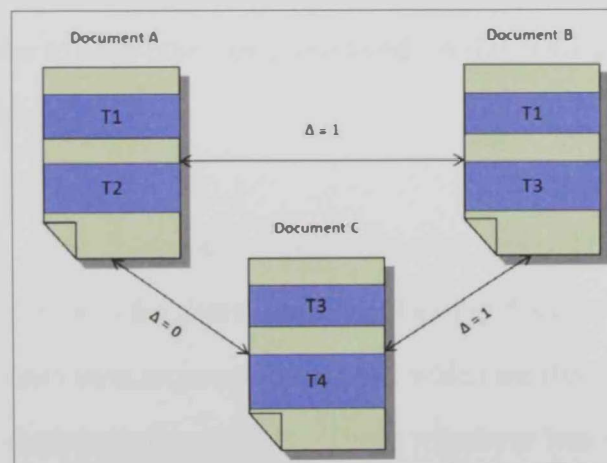 Document A
Document B
T1
T1
Δ = 1
T2
T3
Document C
T3
Δ = 0
Δ = 1
T4